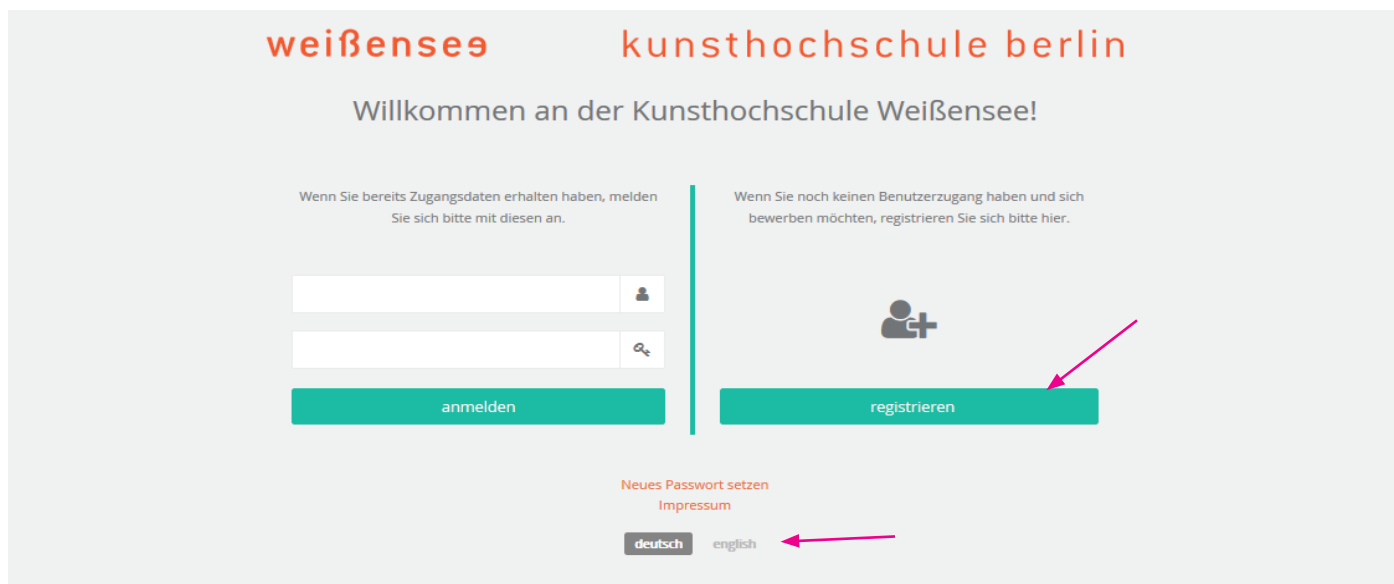 weißensee kunsthochschule berlin
Willkommen an der Kunsthochschule Weißensee!
Wenn Sie bereits Zugangsdaten erhalten haben, melden
Sie sich bitte mit diesen an.
anmelden
Wenn Sie noch keinen Benutzerzugang haben und sich
bewerben möchten, registrieren Sie sich bitte hier.
registrieren
Neues Passwort setzen
Impressum
deutsch english